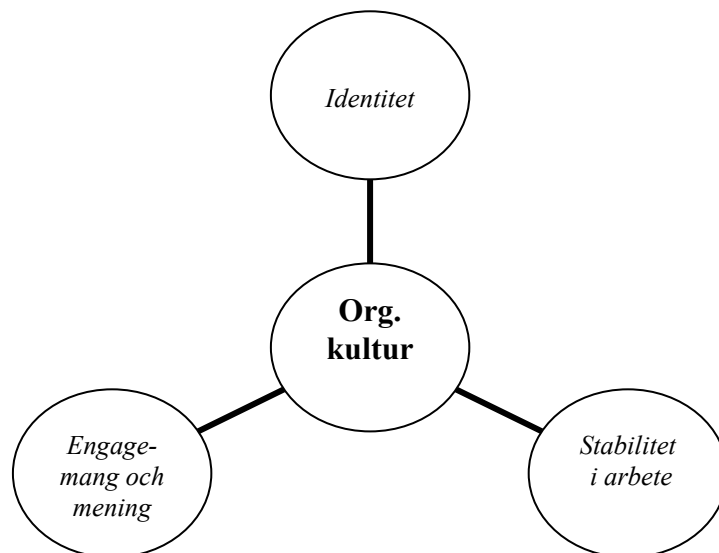 Identitet
Org.
kultur
Engage-
mang och
mening
Stabilitet
i arbete